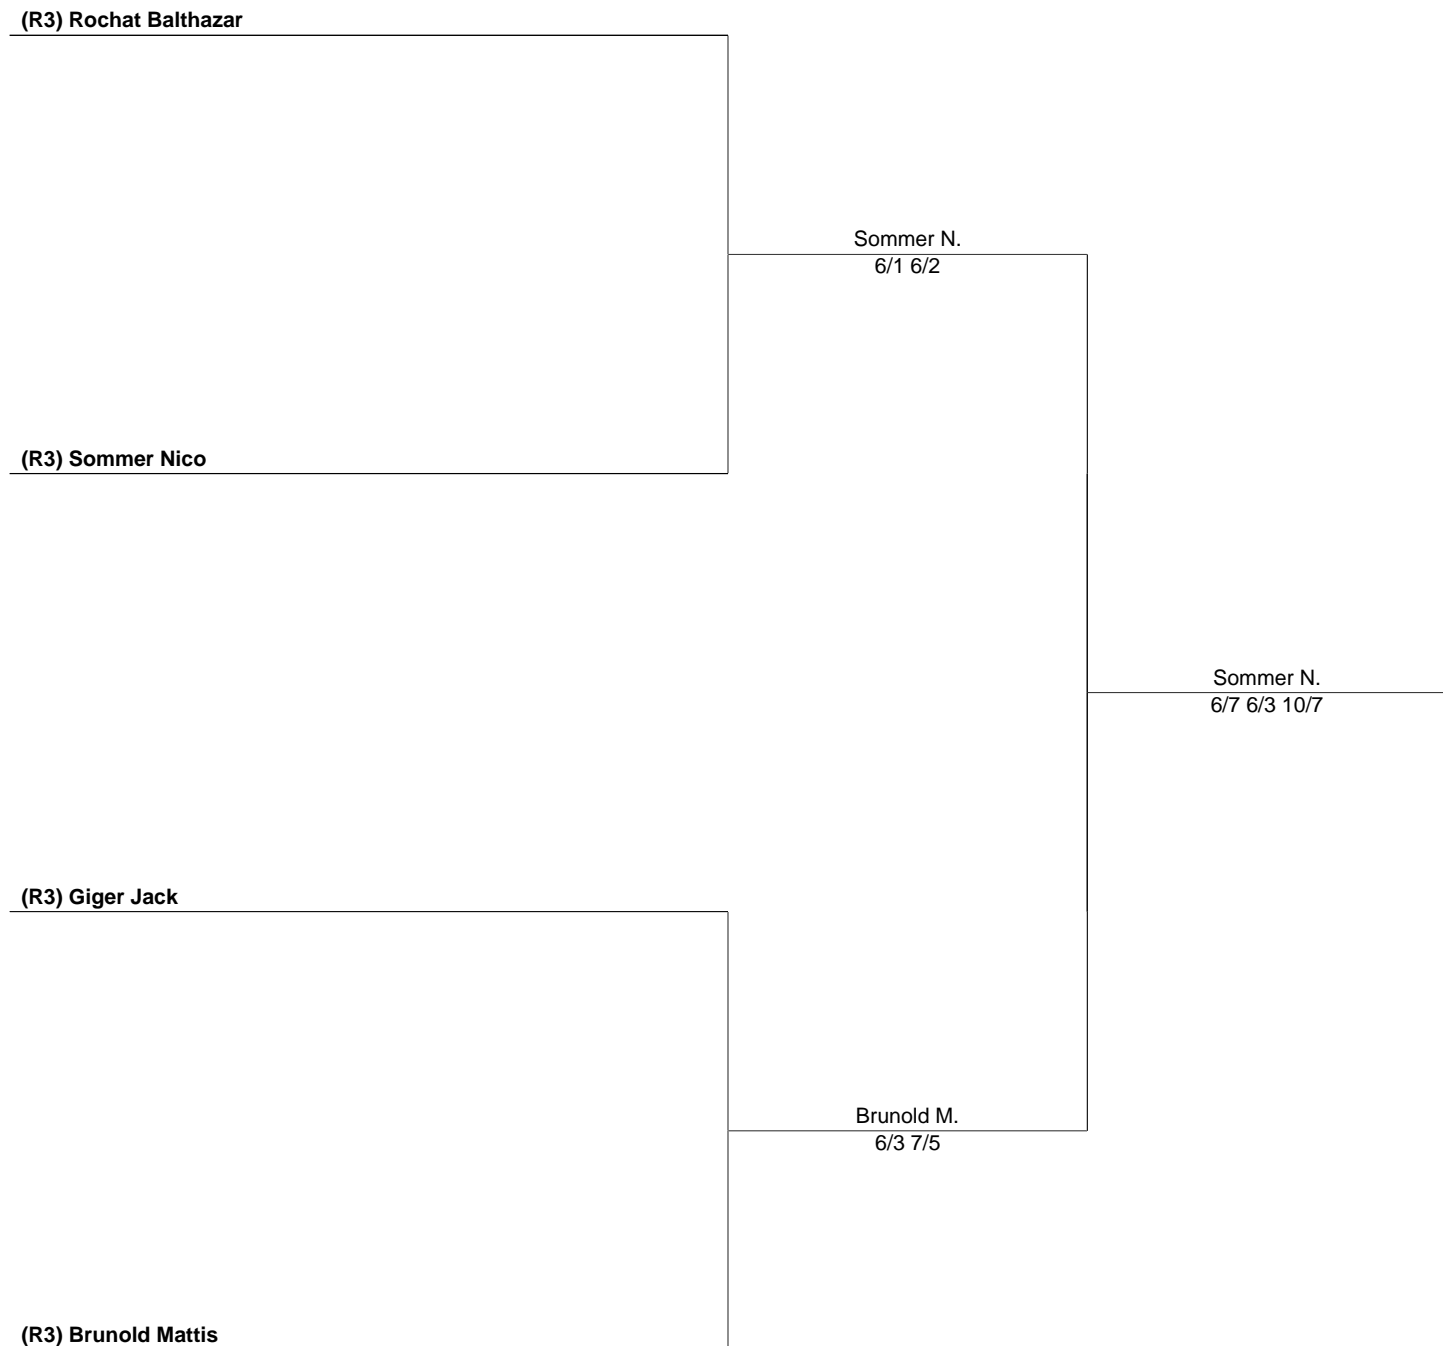 (R3) Rochat Balthazar
Sommer N.
6/1 6/2
(R3) Sommer Nico
Sommer N.
6/7 6/3 10/7
(R3) Giger Jack
Brunold M.
6/3 7/5
(R3) Brunold Mattis